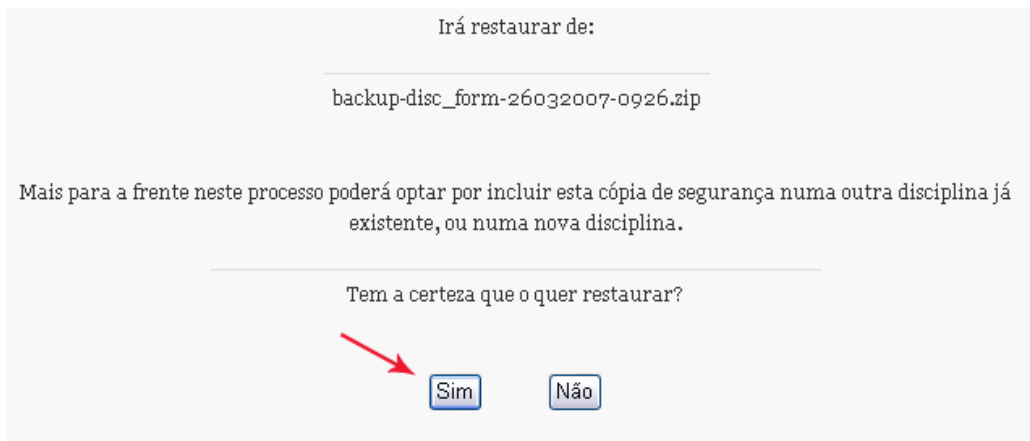 Irá restaurar de:
backup-disc_form-26032007-0926.zip
Mais para a frente neste processo poderá optar por incluir esta cópia de segurança numa outra disciplina já
existente, ou numa nova disciplina.
Tem a certeza que o quer restaurar?
Sim Não